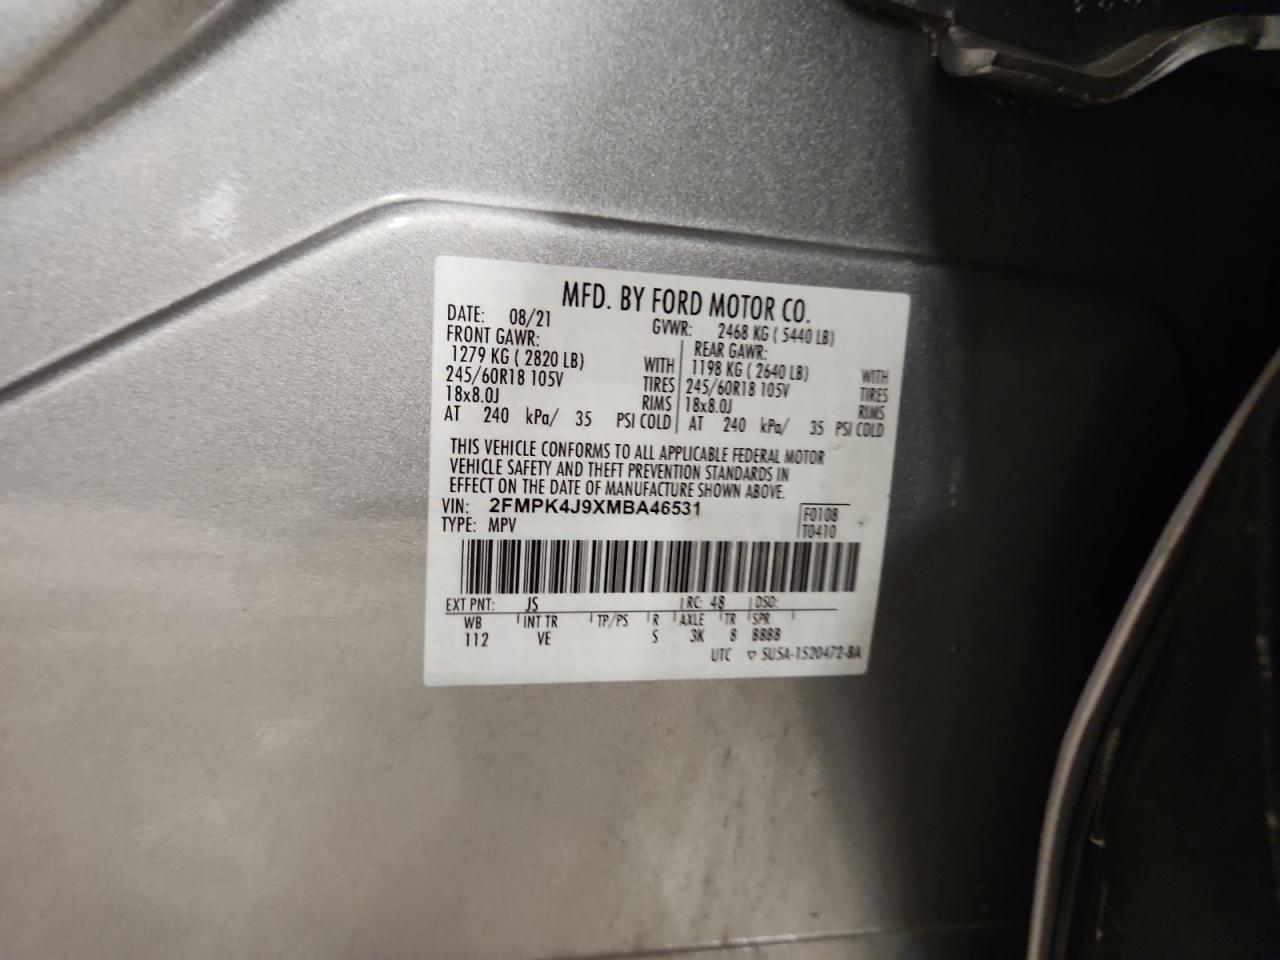 MFD. BY FORD MOTOR CO.
DATE: 08/21 GVWR: 2468 KG ( 5440 LB)
FRONT GAWR: REAR GAWR:
1279 KG ( 2820 LB) WITH 1198 KG ( 2640 LB) WITH
245/60R18 105V TIRES 245/60R18 105V TIRES
18x8.0J RIMS 18x8.0J RIMS
AT 240 kPa/ 35 PSI COLD AT 240 kPa/ 35 PSI COLD
THIS VEHICLE CONFORMS TO ALL APPLICABLE FEDERAL MOTOR
VEHICLE SAFETY AND THEFT PREVENTION STANDARDS IN
EFFECT ON THE DATE OF MANUFACTURE SHOWN ABOVE.
VIN: 2FMPK4J9XMBA46531 F0108
TYPE: MPV T0410
EXT PNT: JS RC: 48 DSO:
WB INT TR TP/PS R AXLE TR SPR
112 VE S 3K 8 BBBB
UTC ▽ 5U5A-1520472-BA